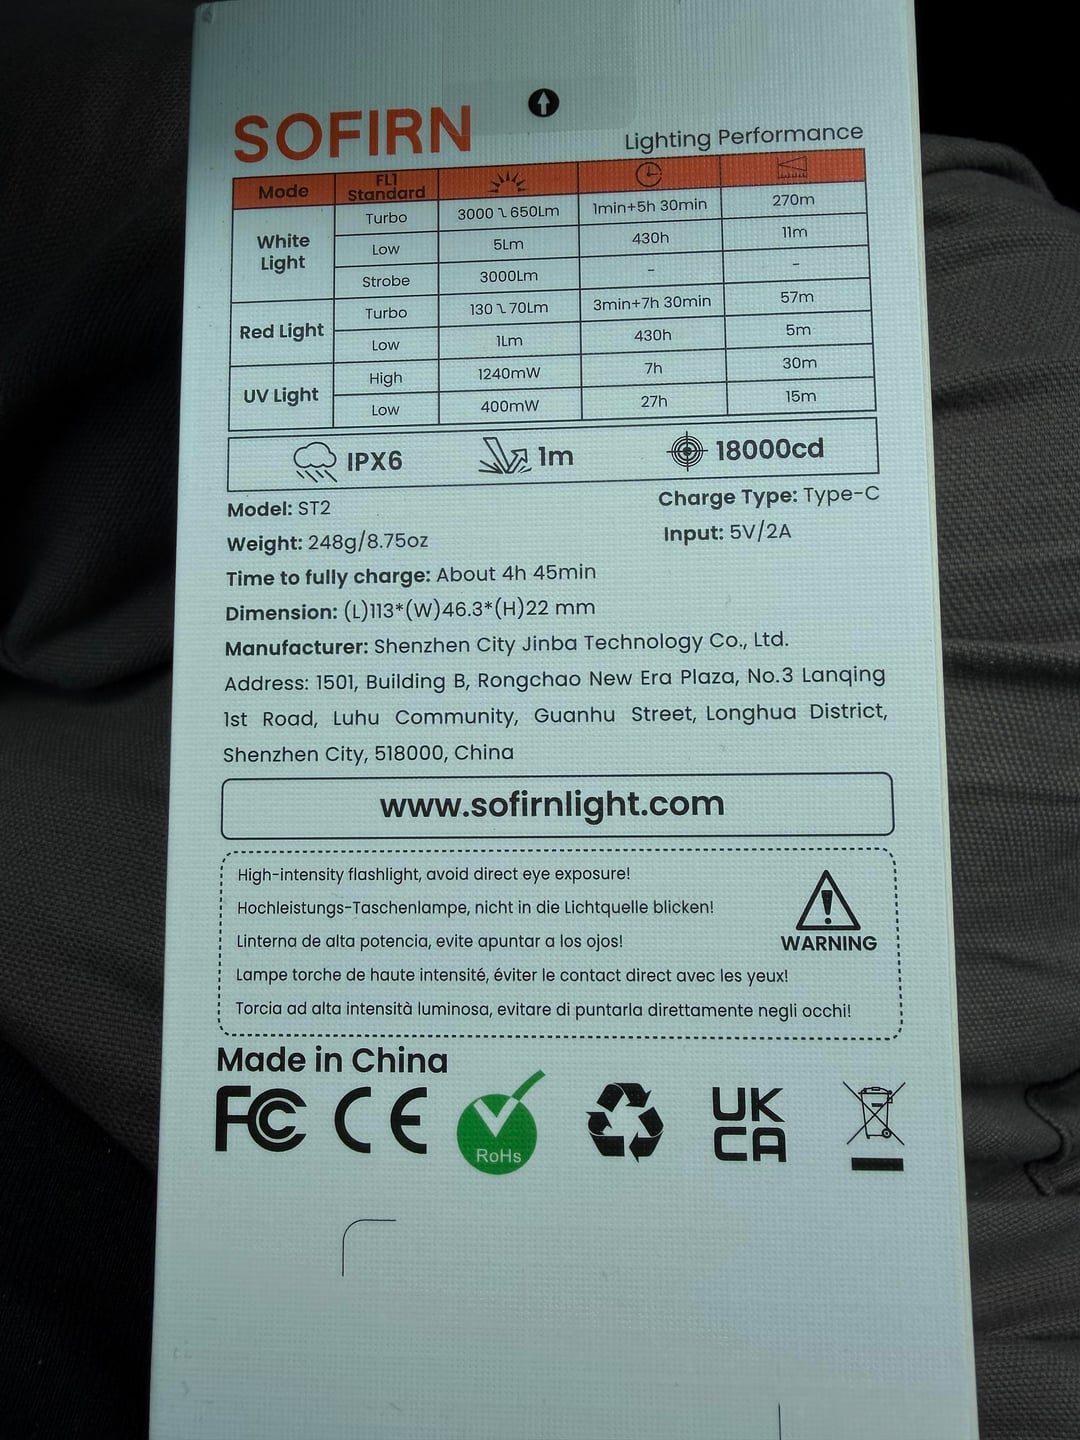 SOFIRN
Lighting Performance
Mode FL1 Standard
White Light
Turbo 3000 650Lm 1min+5h 30min 270m
Low 5Lm 430h 11m
Strobe 3000Lm - -
Red Light
Turbo 130 70Lm 3min+7h 30min 57m
Low 1Lm 430h 5m
UV Light
High 1240mW 7h 30m
Low 400mW 27h 15m
IPX6 1m 18000cd
Model: ST2 Charge Type: Type-C
Weight: 248g/8.75oz Input: 5V/2A
Time to fully charge: About 4h 45min
Dimension: (L)113*(W)46.3*(H)22 mm
Manufacturer: Shenzhen City Jinba Technology Co., Ltd.
Address: 1501, Building B, Rongchao New Era Plaza, No.3 Lanqing
1st Road, Luhu Community, Guanhu Street, Longhua District,
Shenzhen City, 518000, China
www.sofirnlight.com
High-intensity flashlight, avoid direct eye exposure!
Hochleistungs-Taschenlampe, nicht in die Lichtquelle blicken!
Linterna de alta potencia, evite apuntar a los ojos!
Lampe torche de haute intensité, éviter le contact direct avec les yeux!
Torcia ad alta intensità luminosa, evitare di puntarla direttamente negli occhi!
WARNING
Made in China
FC CE RoHs UK CA